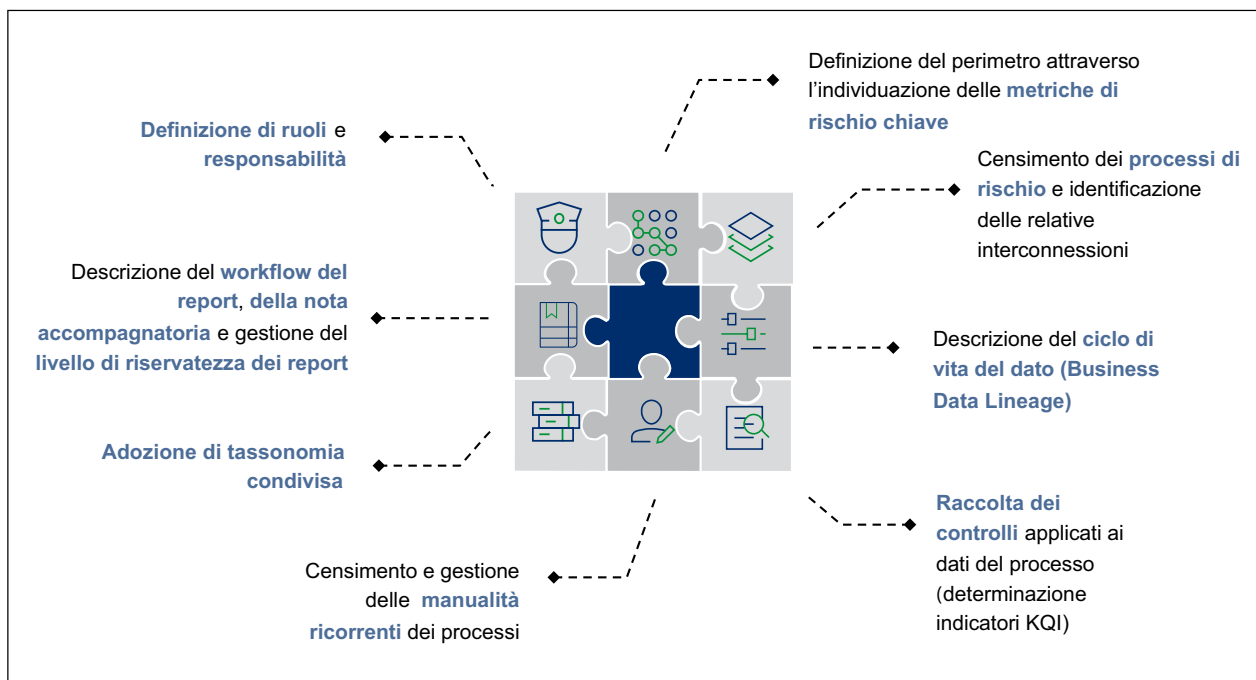 Definizione del perimetro attraverso
l'individuazione delle metriche di
rischio chiave
Definizione di ruoli e
responsabilità
Censimento dei processi di
rischio e identificazione
delle relative
interconnessioni
Descrizione del workflow del
report, della nota
accompagnatoria e gestione del
livello di riservatezza dei report
Descrizione del ciclo di
vita del dato (Business
Data Lineage)
Adozione di tassonomia
condivisa
Raccolta dei
controlli applicati ai
dati del processo
(determinazione
indicatori KQI)
Censimento e gestione
delle manualità
ricorrenti dei processi